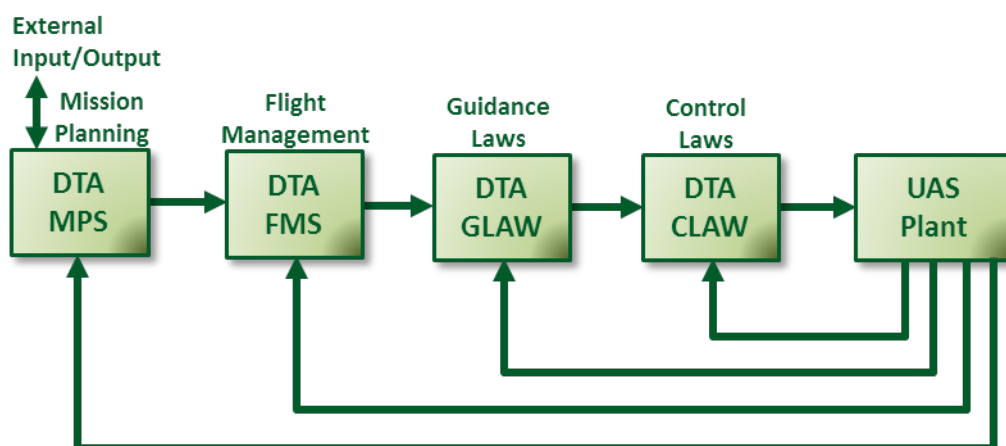 External
Input/Output
Mission
Planning
Flight
Management
Guidance
Laws
Control
Laws
DTA
MPS
DTA
FMS
DTA
GLAW
DTA
CLAW
UAS
Plant